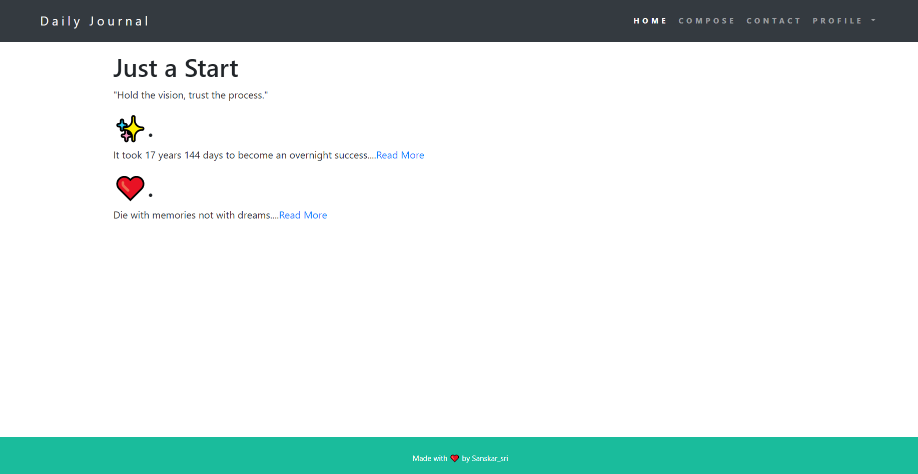 Daily Journal
HOME COMPOSE CONTACT PROFILE
Just a Start
"Hold the vision, trust the process."
✨.
It took 17 years 144 days to become an overnight success....Read More
❤.
Die with memories not with dreams....Read More
Made with ❤ by Sanskar_sri